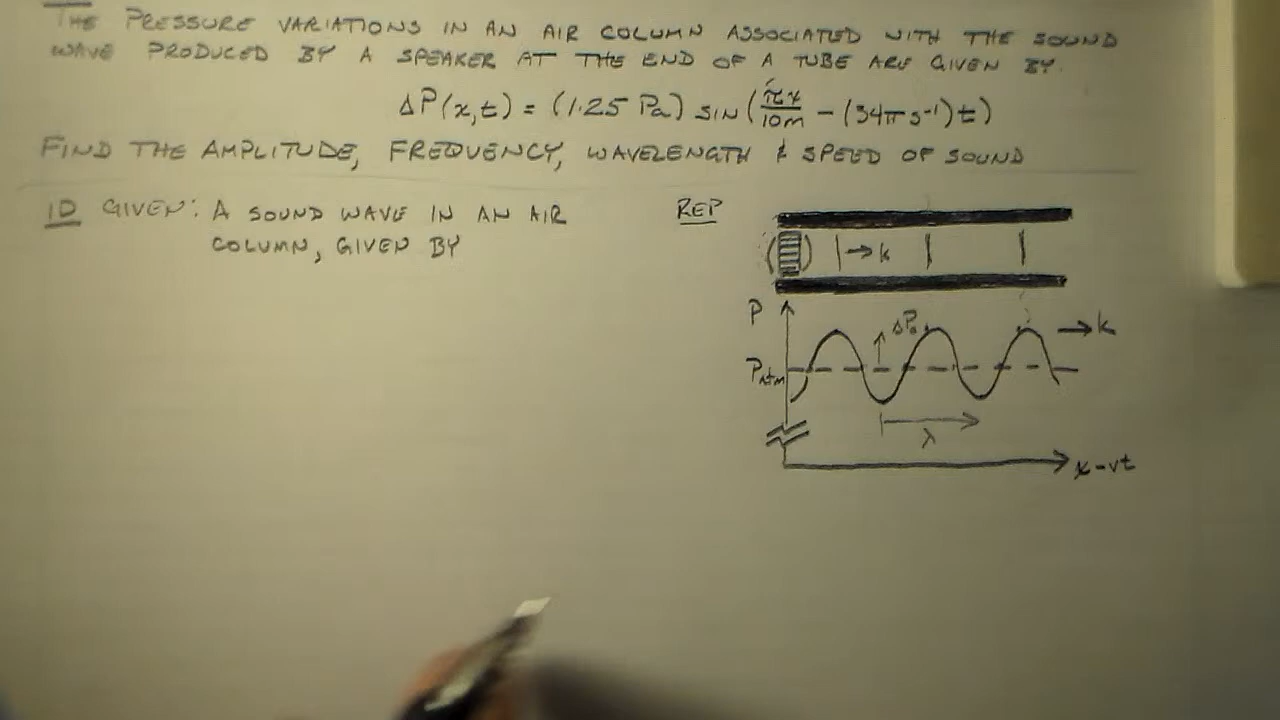 THE PRESSURE VARIATIONS IN AN AIR COLUMN ASSOCIATED WITH THE SOUND
WAVE PRODUCED BY A SPEAKER AT THE END OF A TUBE ARE GIVEN BY
ΔP(x,t) = (1.25 Pa) SIN(πx/10m - (34π s⁻¹)t)
FIND THE AMPLITUDE, FREQUENCY, WAVELENGTH & SPEED OF SOUND
ID GIVEN: A SOUND WAVE IN AN AIR
COLUMN, GIVEN BY
REP
→ k
P
ΔP₀
→ k
Patm
λ
x-vt